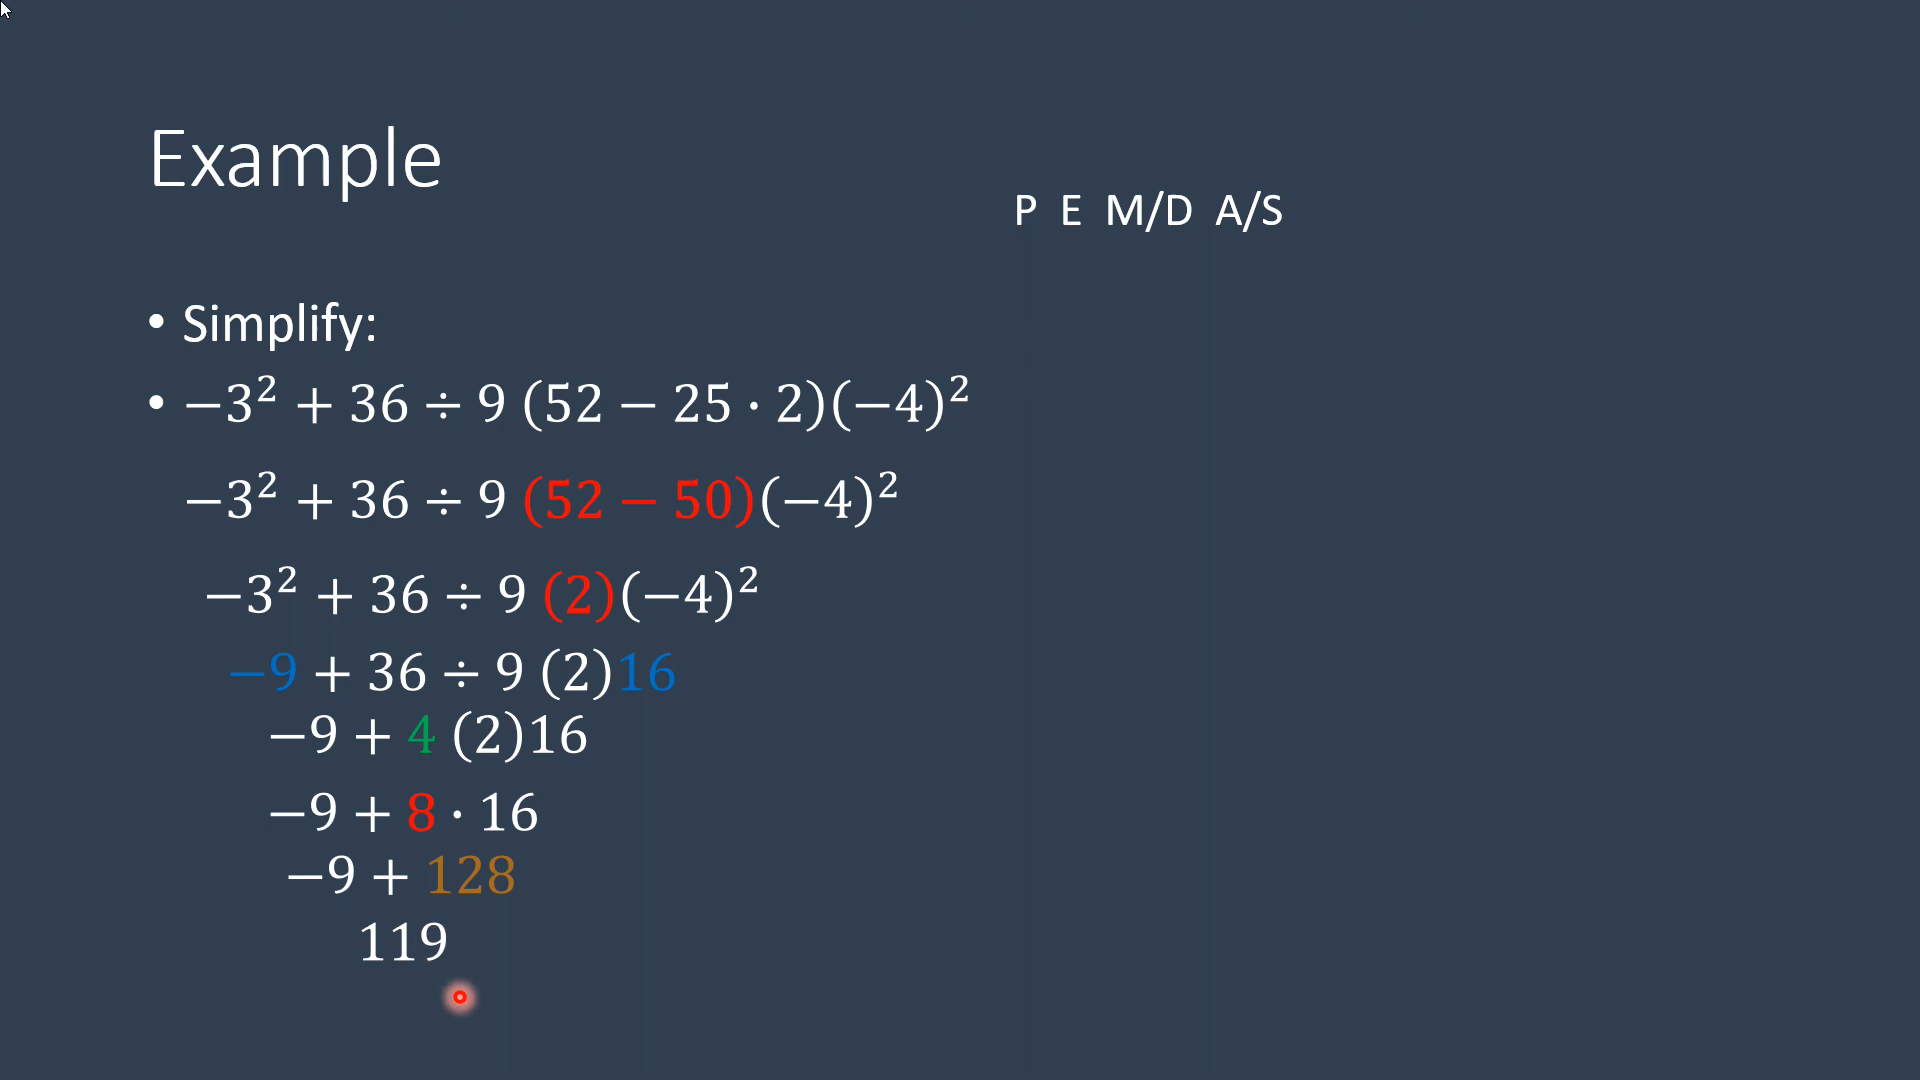 Example
P E M/D A/S
• Simplify:
• −3² + 36 ÷ 9 (52 − 25 · 2)(−4)²
−3² + 36 ÷ 9 (52 − 50)(−4)²
−3² + 36 ÷ 9 (2)(−4)²
−9 + 36 ÷ 9 (2)16
−9 + 4 (2)16
−9 + 8 · 16
−9 + 128
119